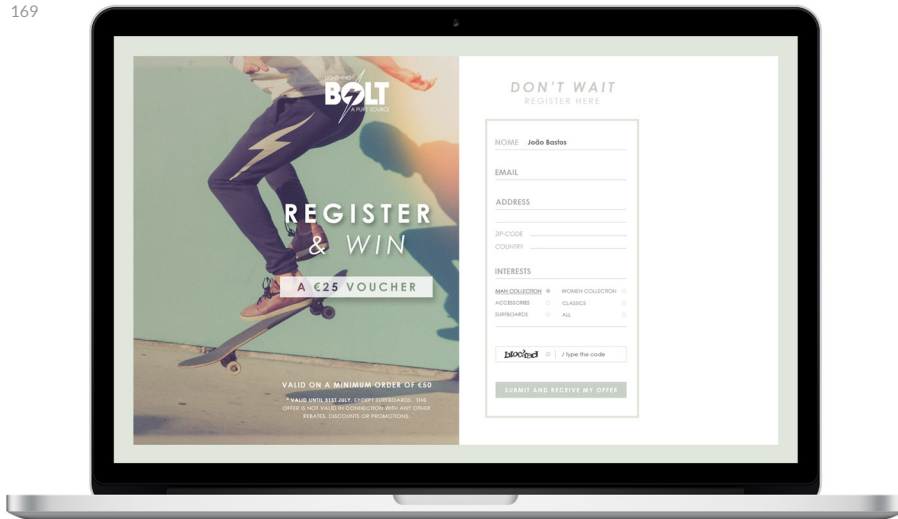 169
LIGHTNING
BOLT
A PURE SOURCE
REGISTER
& WIN
A €25 VOUCHER
VALID ON A MINIMUM ORDER OF €50
* VALID UNTIL 31ST JULY. EXCEPT SURFBOARDS. THIS
OFFER IS NOT VALID IN CONNECTION WITH ANY OTHER
REBATES, DISCOUNTS OR PROMOTIONS.
DON'T WAIT
REGISTER HERE
NOME João Bastos
EMAIL
ADDRESS
ZIP-CODE
COUNTRY
INTERESTS
MAN COLLECTION WOMEN COLLECTION
ACCESSORIES CLASSICS
SURFBOARDS ALL
/ type the code
SUBMIT AND RECEIVE MY OFFER